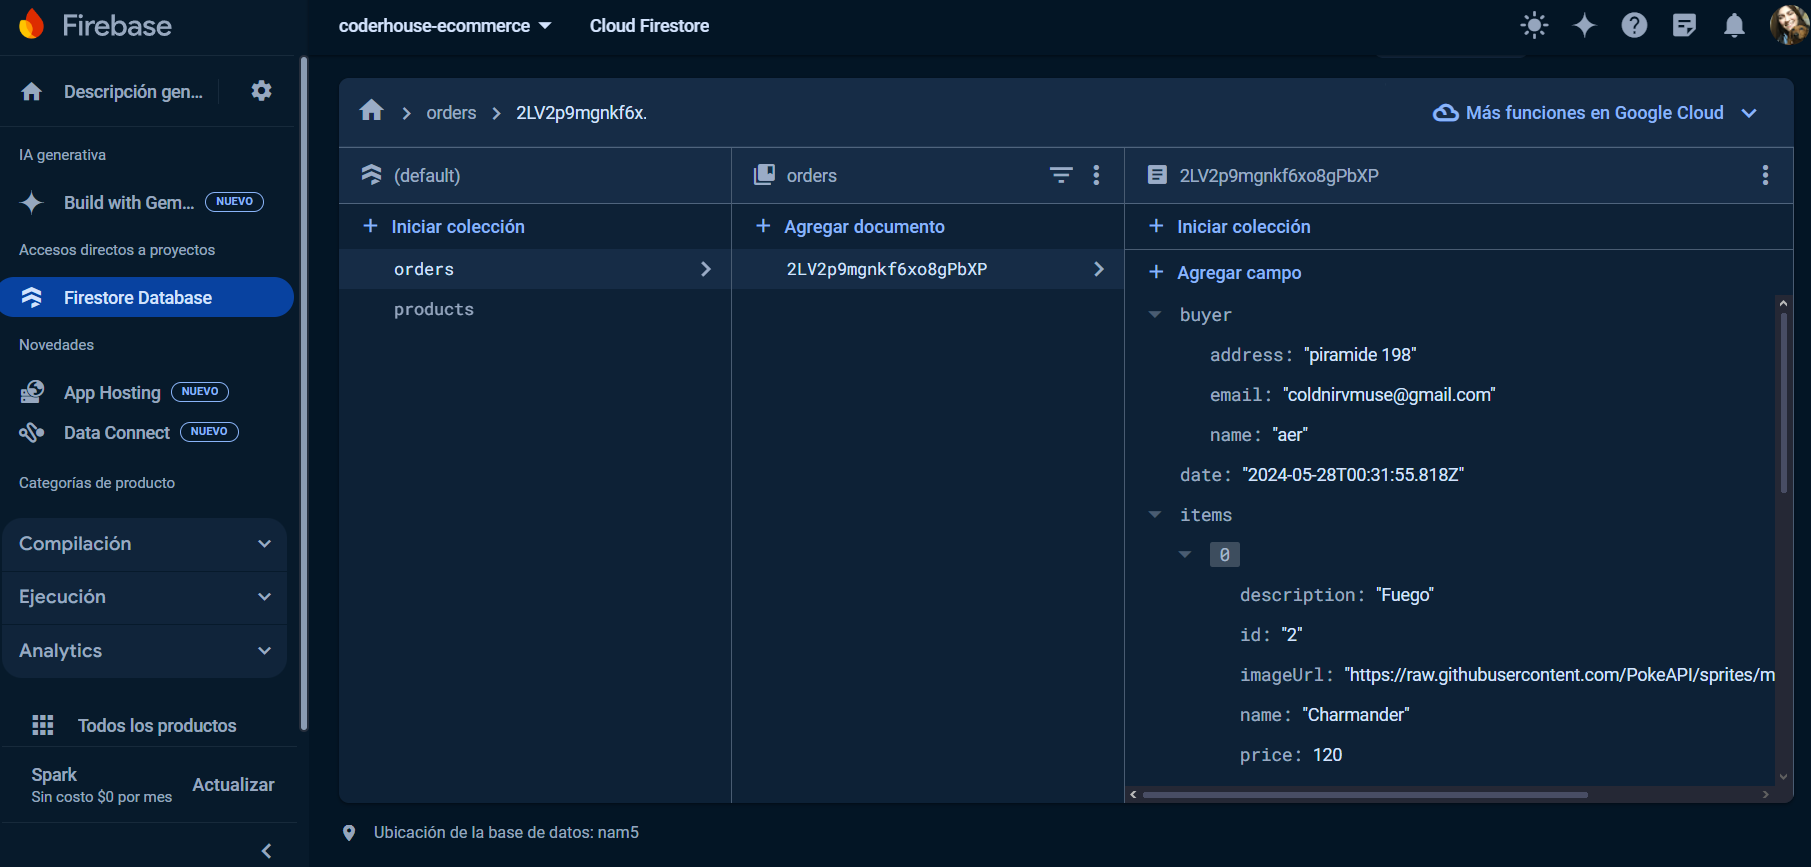 Firebase
coderhouse-ecommerce
Cloud Firestore
Descripción gen...
IA generativa
Build with Gem...
NUEVO
Accesos directos a proyectos
Firestore Database
Novedades
App Hosting
NUEVO
Data Connect
NUEVO
Categorías de producto
Compilación
Ejecución
Analytics
Todos los productos
Spark
Sin costo $0 por mes
Actualizar
orders
2LV2p9mgnkf6x.
Más funciones en Google Cloud
(default)
Iniciar colección
orders
products
orders
Agregar documento
2LV2p9mgnkf6xo8gPbXP
2LV2p9mgnkf6xo8gPbXP
Iniciar colección
Agregar campo
buyer
address: "piramide 198"
email: "coldnirvmuse@gmail.com"
name: "aer"
date: "2024-05-28T00:31:55.818Z"
items
0
description: "Fuego"
id: "2"
imageUrl: "https://raw.githubusercontent.com/PokeAPI/sprites/m
name: "Charmander"
price: 120
Ubicación de la base de datos: nam5